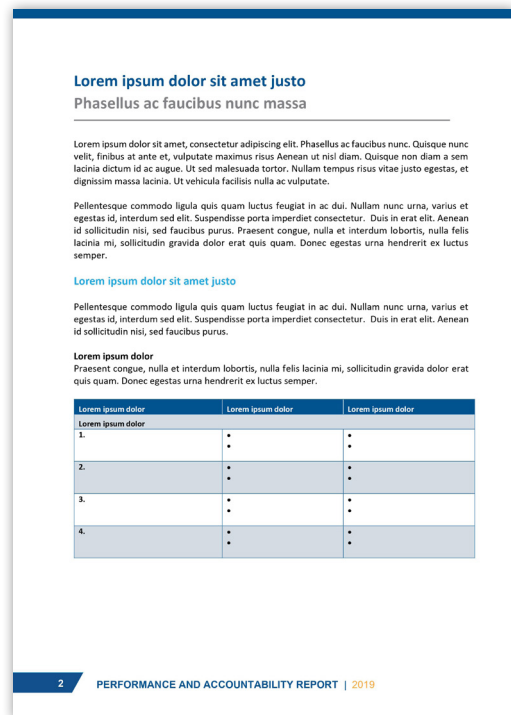 Lorem ipsum dolor sit amet justo
Phasellus ac faucibus nunc massa
Lorem ipsum dolor sit amet, consectetur adipiscing elit. Phasellus ac faucibus nunc. Quisque nunc
velit, finibus at ante et, vulputate maximus risus Aenean ut nisl diam. Quisque non diam a sem
lacinia dictum id ac augue. Ut sed malesuada tortor. Nullam tempus risus vitae justo egestas, et
dignissim massa lacinia. Ut vehicula facilisis nulla ac vulputate.
Pellentesque commodo ligula quis quam luctus feugiat in ac dui. Nullam nunc urna, varius et
egestas id, interdum sed elit. Suspendisse porta imperdiet consectetur. Duis in erat elit. Aenean
id sollicitudin nisi, sed faucibus purus. Praesent congue, nulla et interdum lobortis, nulla felis
lacinia mi, sollicitudin gravida dolor erat quis quam. Donec egestas urna hendrerit ex luctus
semper.
Lorem ipsum dolor sit amet justo
Pellentesque commodo ligula quis quam luctus feugiat in ac dui. Nullam nunc urna, varius et
egestas id, interdum sed elit. Suspendisse porta imperdiet consectetur. Duis in erat elit. Aenean
id sollicitudin nisi, sed faucibus purus.
Lorem ipsum dolor
Praesent congue, nulla et interdum lobortis, nulla felis lacinia mi, sollicitudin gravida dolor erat
quis quam. Donec egestas urna hendrerit ex luctus semper.
Lorem ipsum dolor Lorem ipsum dolor Lorem ipsum dolor
Lorem ipsum dolor
1. • •
• •
2. • •
• •
3. • •
• •
4. • •
• •
2 PERFORMANCE AND ACCOUNTABILITY REPORT | 2019